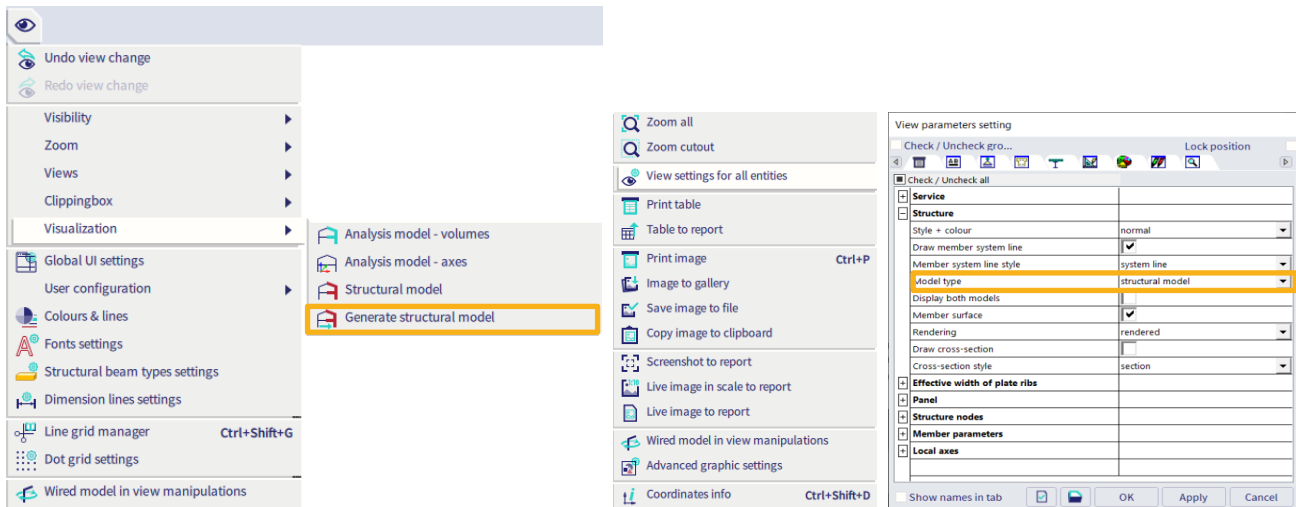 Undo view change
Redo view change
Visibility
Zoom
Views
Clippingbox
Visualization
Global UI settings
User configuration
Colours & lines
Fonts settings
Structural beam types settings
Dimension lines settings
Line grid manager Ctrl+Shift+G
Dot grid settings
Wired model in view manipulations
Analysis model - volumes
Analysis model - axes
Structural model
Generate structural model
Zoom all
Zoom cutout
View settings for all entities
Print table
Table to report
Print image Ctrl+P
Image to gallery
Save image to file
Copy image to clipboard
Screenshot to report
Live image in scale to report
Live image to report
Wired model in view manipulations
Advanced graphic settings
Coordinates info Ctrl+Shift+D
View parameters setting
Check / Uncheck gro... Lock position
Check / Uncheck all
Service
Structure
Style + colour normal
Draw member system line
Member system line style system line
Model type structural model
Display both models
Member surface
Rendering rendered
Draw cross-section
Cross-section style section
Effective width of plate ribs
Panel
Structure nodes
Member parameters
Local axes
Show names in tab OK Apply Cancel